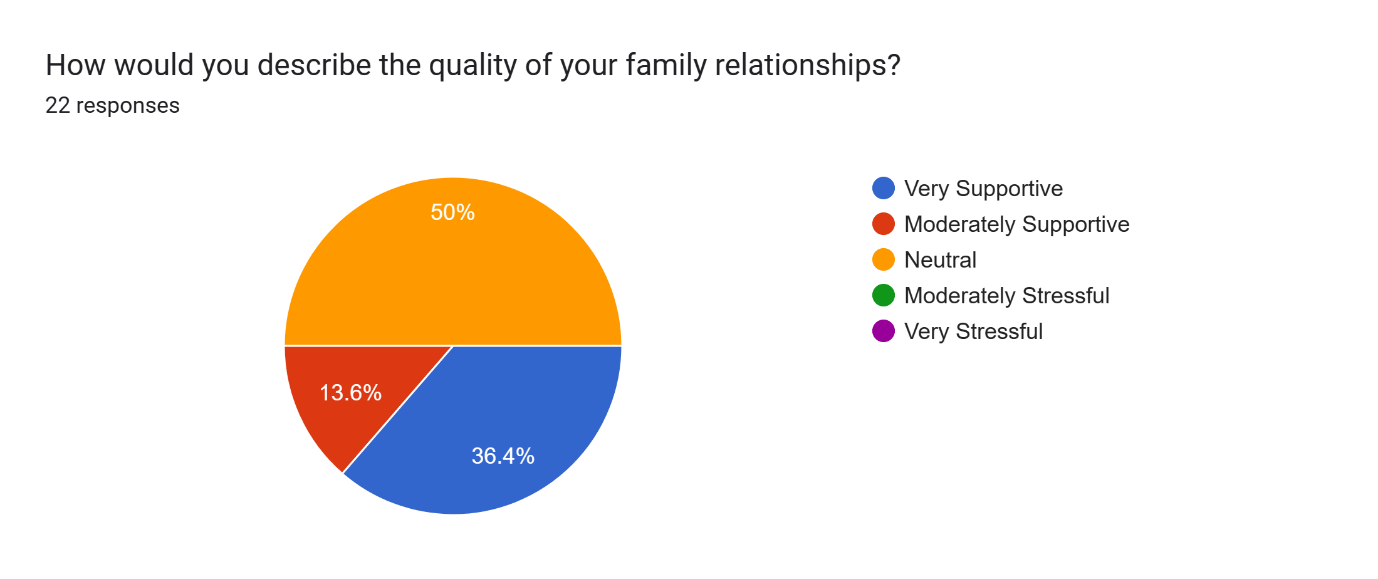 How would you describe the quality of your family relationships?
22 responses
50%
13.6%
36.4%
Very Supportive
Moderately Supportive
Neutral
Moderately Stressful
Very Stressful